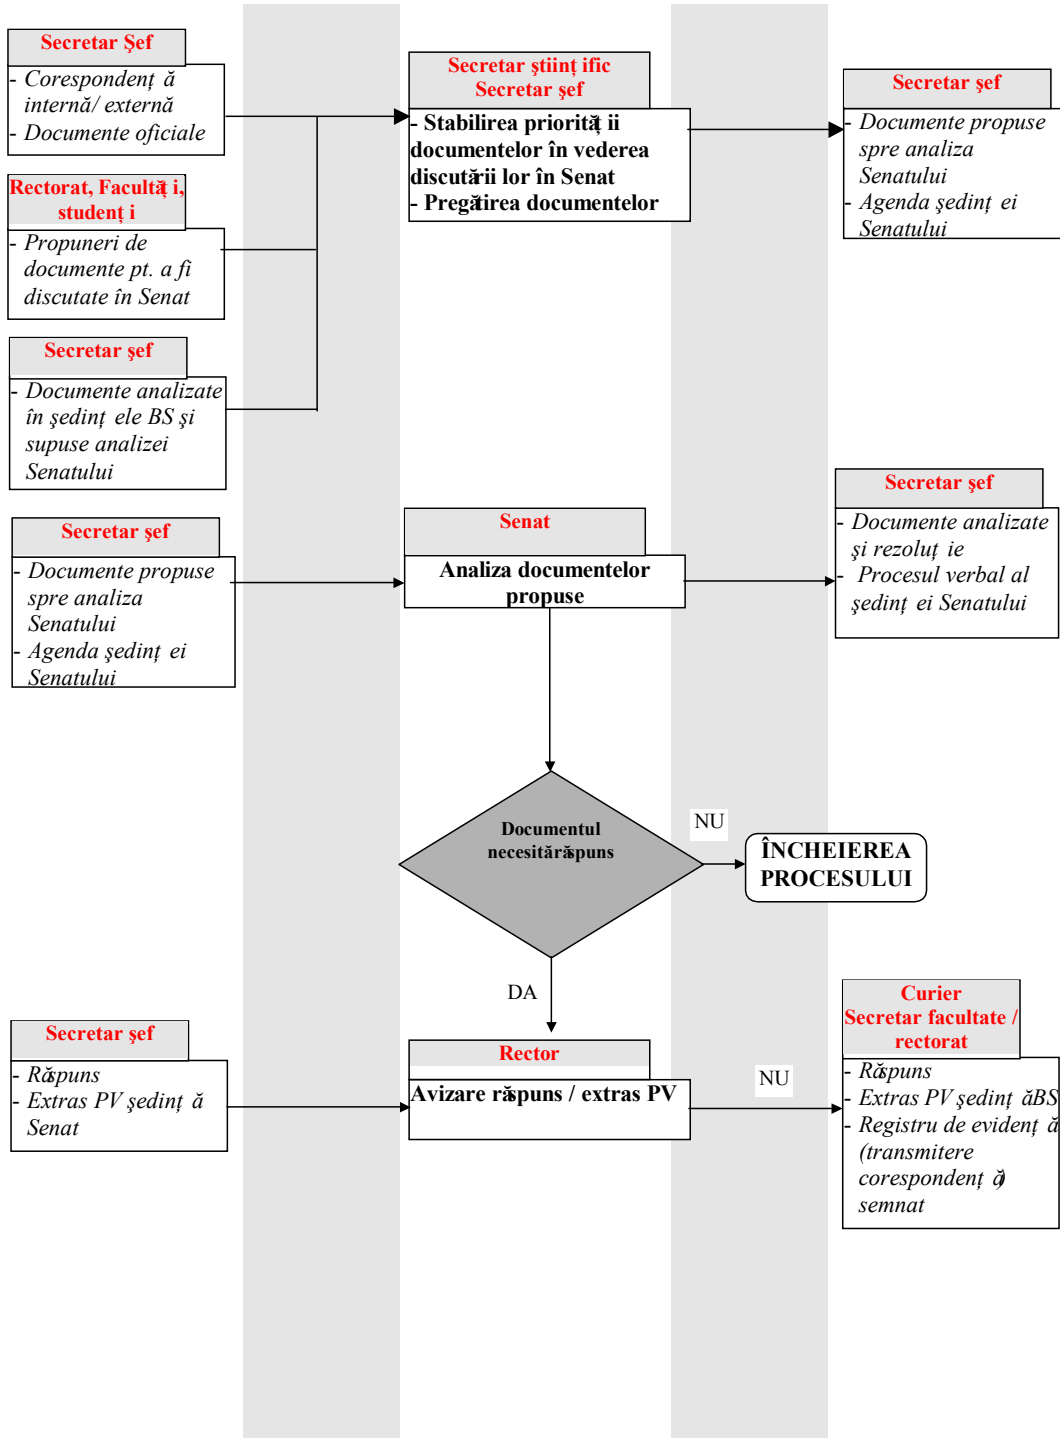 Secretar Şef
- Corespondenț ă
internă/ externă
- Documente oficiale
Rectorat, Facultăț i,
studenț i
- Propuneri de
documente pt. a fi
discutate în Senat
Secretar şef
- Documente analizate
în şedinț ele BS şi
supuse analizei
Senatului
Secretar ştiinț ific
Secretar şef
- Stabilirea priorităț ii
documentelor în vederea
discutării lor în Senat
- Pregătirea documentelor
Secretar şef
- Documente propuse
spre analiza
Senatului
- Agenda şedinț ei
Senatului
Secretar şef
- Documente propuse
spre analiza
Senatului
- Agenda şedinț ei
Senatului
Senat
Analiza documentelor
propuse
Secretar şef
- Documente analizate
şi rezoluț ie
- Procesul verbal al
şedinț ei Senatului
Documentul
necesită răspuns
NU
ÎNCHEIEREA
PROCESULUI
DA
Secretar şef
- Răspuns
- Extras PV şedinț ă
Senat
Rector
Avizare răspuns / extras PV
NU
Curier
Secretar facultate /
rectorat
- Răspuns
- Extras PV şedinț ă BS
- Registru de evidenț ă
(transmitere
corespondenț ă)
semnat